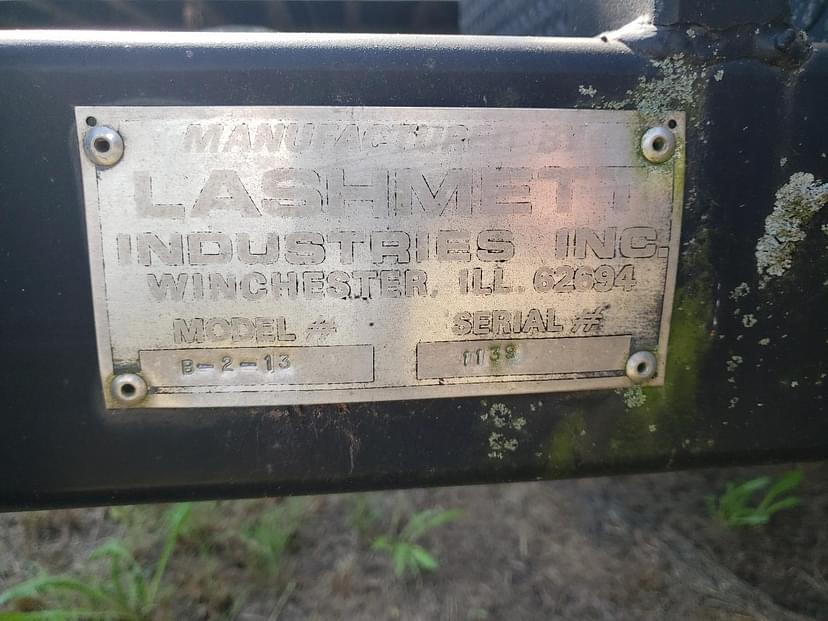 MANUFACTURED BY
LASHMETT
INDUSTRIES INC.
WINCHESTER, ILL. 62694
MODEL # SERIAL #
B-2-13 1139